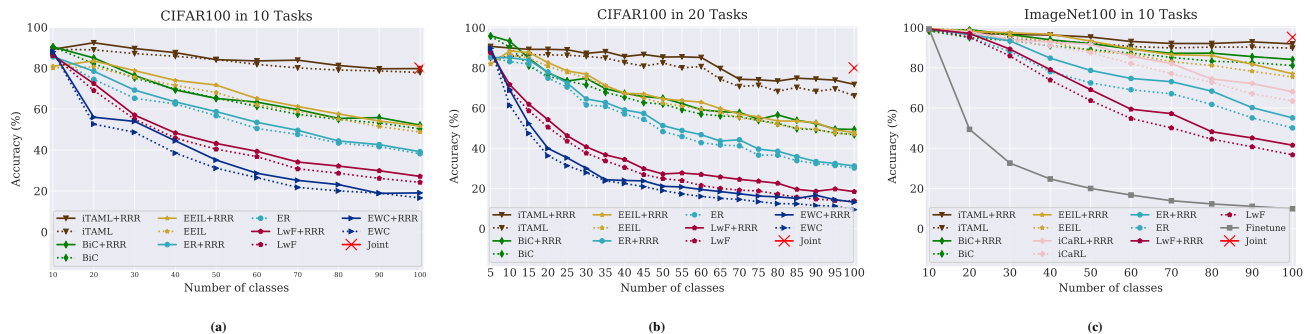 CIFAR100 in 10 Tasks
Accuracy (%)
100
80
60
40
20
0
iTAML+RRR
iTAML
BiC+RRR
BiC
EEIL+RRR
EEIL
ER+RRR
ER
LwF+RRR
LwF
EWC+RRR
EWC
Joint
10 20 30 40 50 60 70 80 90 100
Number of classes
(a)
CIFAR100 in 20 Tasks
Accuracy (%)
100
80
60
40
20
0
iTAML+RRR
iTAML
BiC+RRR
BiC
EEIL+RRR
EEIL
ER+RRR
ER
LwF+RRR
LwF
EWC+RRR
EWC
Joint
5 10 15 20 25 30 35 40 45 50 55 60 65 70 75 80 85 90 95 100
Number of classes
(b)
ImageNet100 in 10 Tasks
Accuracy (%)
100
80
60
40
20
0
iTAML+RRR
iTAML
BiC+RRR
BiC
EEIL+RRR
EEIL
iCaRL+RRR
iCaRL
ER+RRR
ER
LwF+RRR
LwF
Finetune
Joint
10 20 30 40 50 60 70 80 90 100
Number of classes
(c)